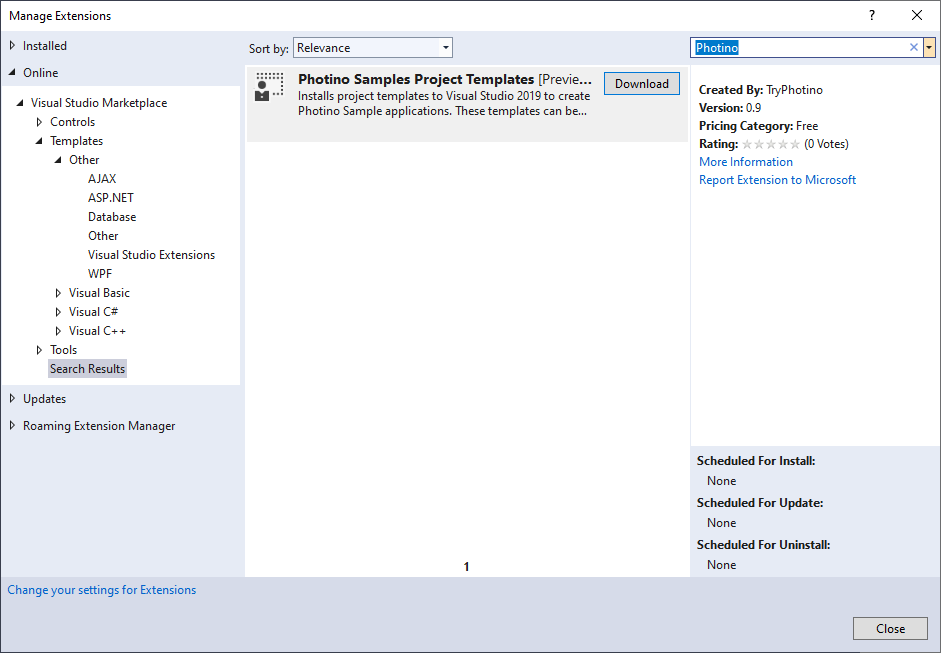 Manage Extensions
?
Installed
Online
Visual Studio Marketplace
Controls
Templates
Other
AJAX
ASP.NET
Database
Other
Visual Studio Extensions
WPF
Visual Basic
Visual C#
Visual C++
Tools
Search Results
Updates
Roaming Extension Manager
Sort by: Relevance
Photino Samples Project Templates [Previe...
Installs project templates to Visual Studio 2019 to create
Photino Sample applications. These templates can be...
Download
1
Photino
Created By: TryPhotino
Version: 0.9
Pricing Category: Free
Rating: (0 Votes)
More Information
Report Extension to Microsoft
Scheduled For Install:
None
Scheduled For Update:
None
Scheduled For Uninstall:
None
Change your settings for Extensions
Close